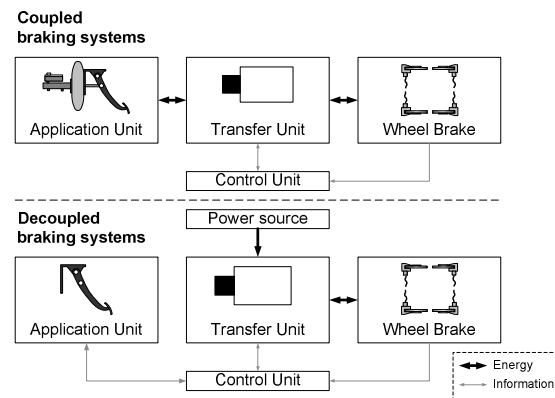 Coupled
braking systems
Application Unit
Transfer Unit
Wheel Brake
Control Unit
Decoupled
braking systems
Power source
Application Unit
Transfer Unit
Wheel Brake
Control Unit
Energy
Information